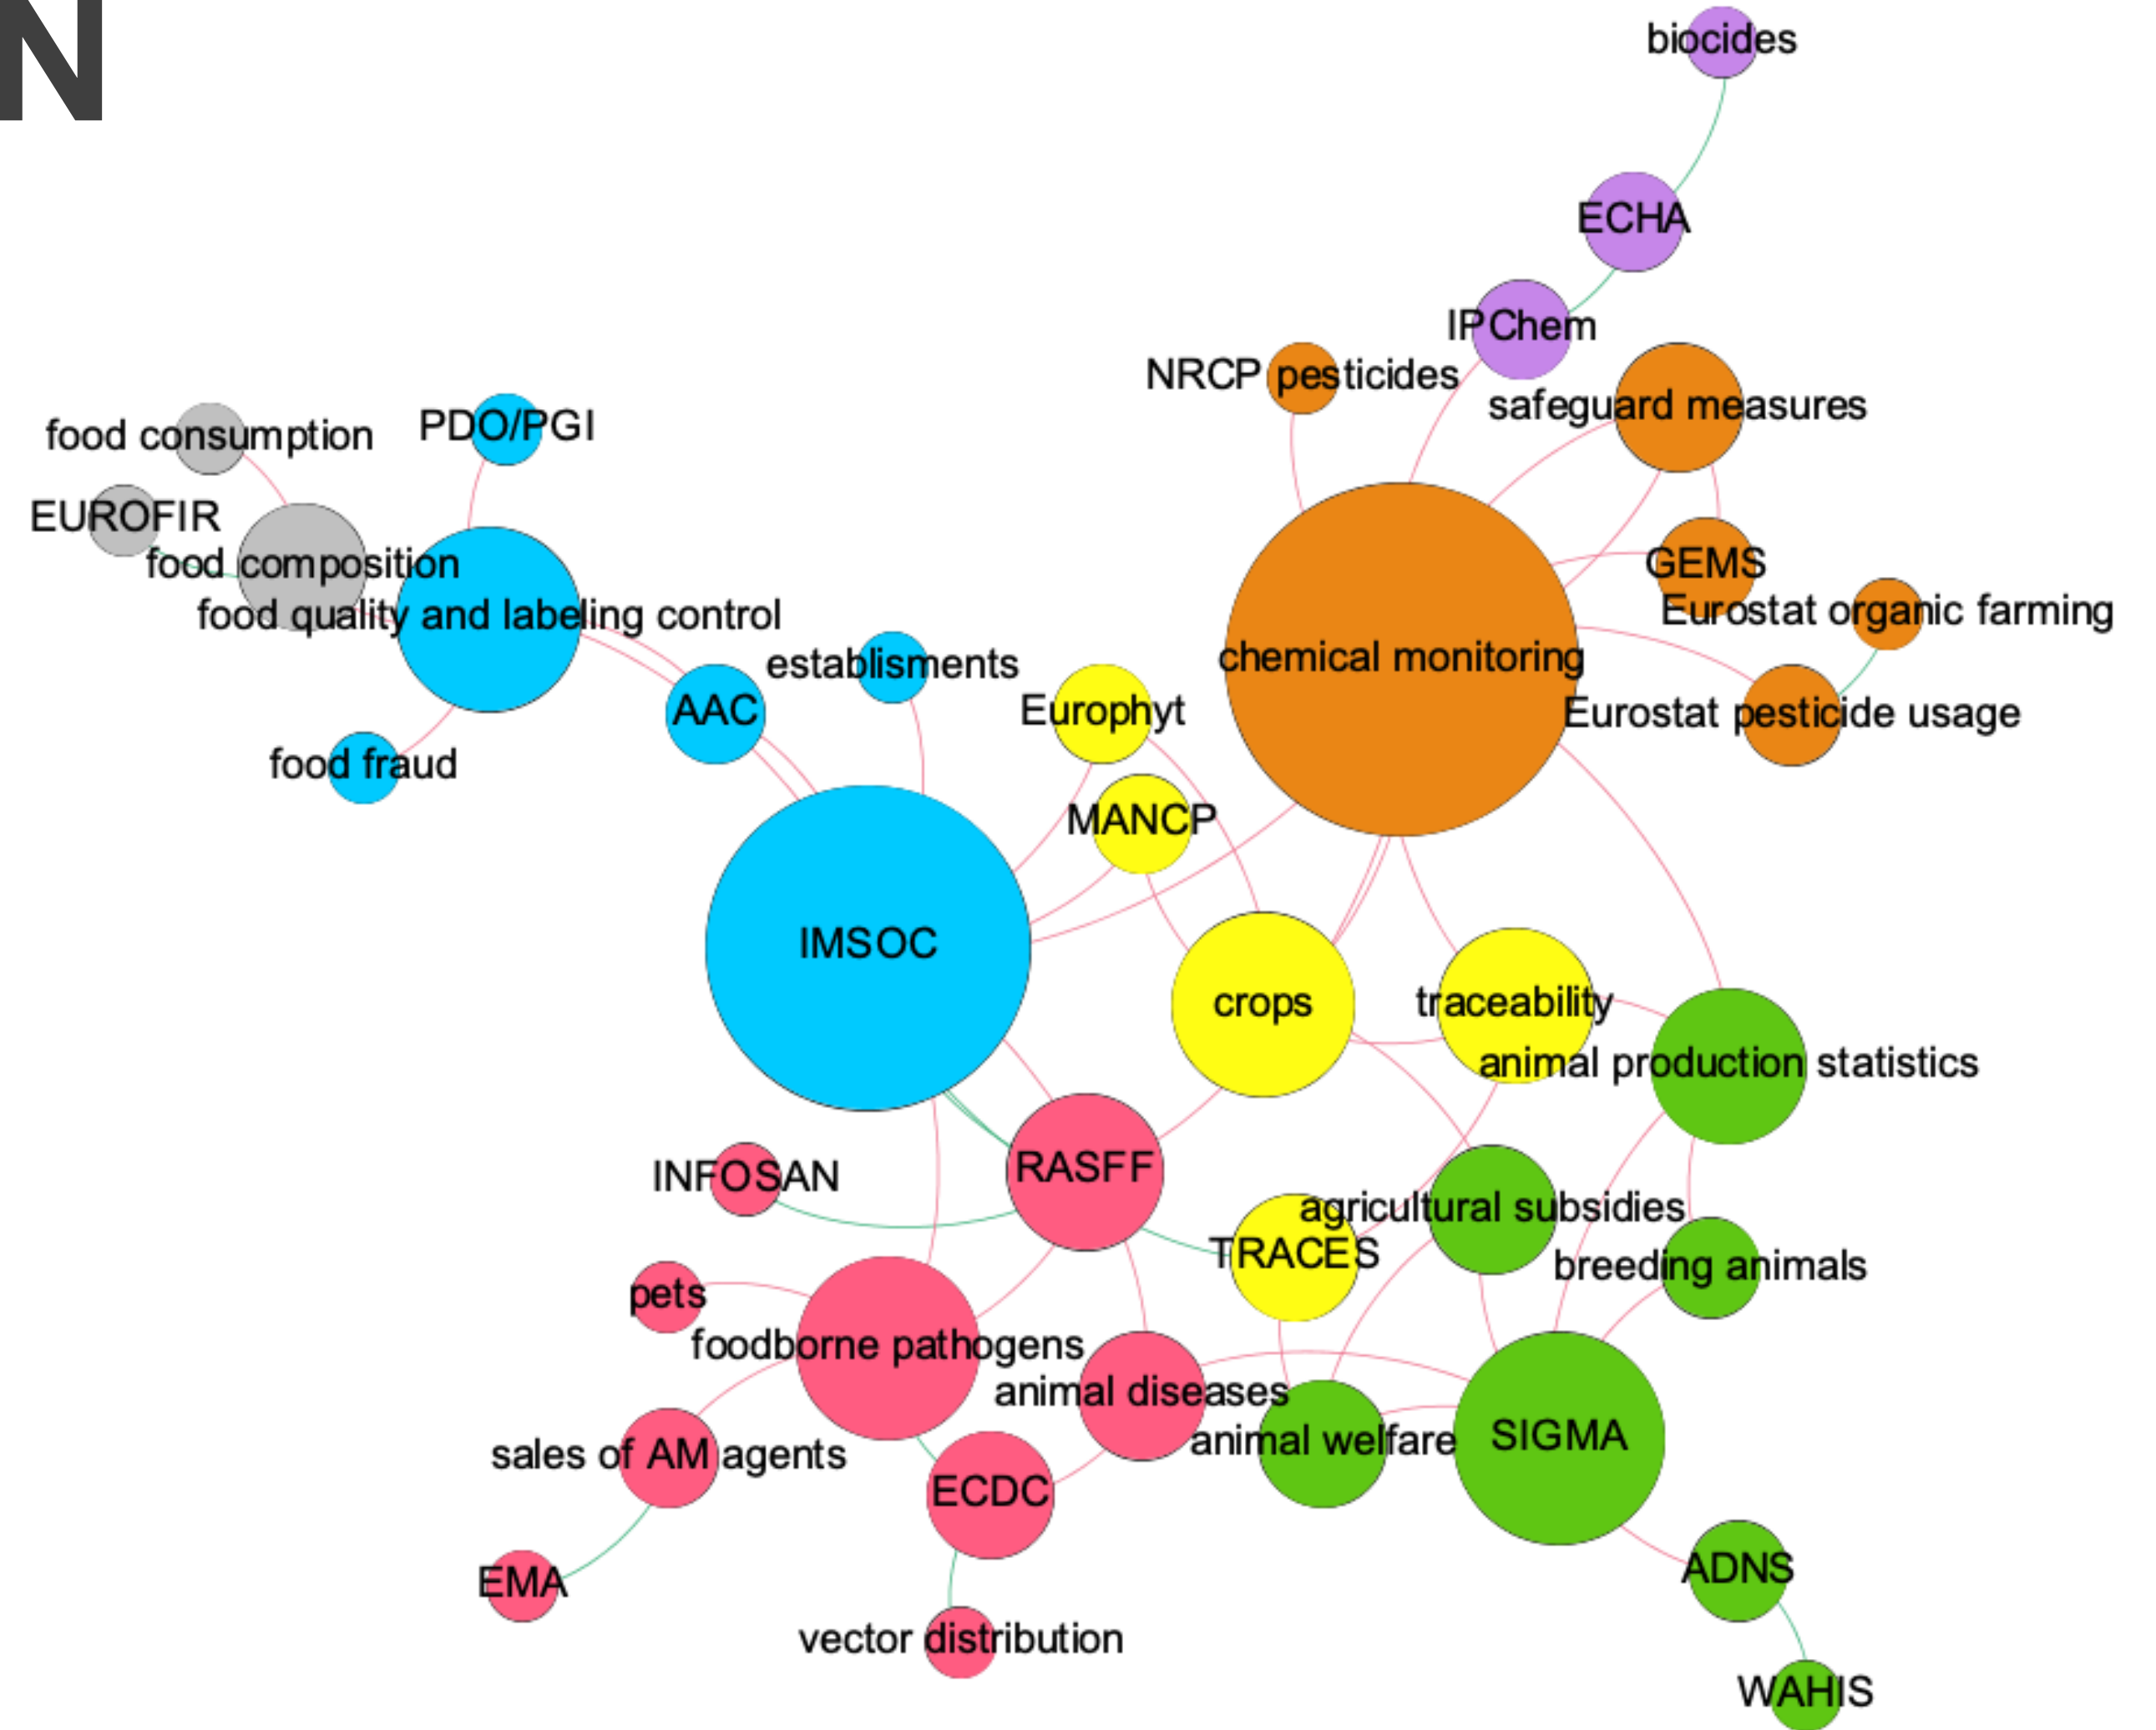 N
biocides
ECHA
IPChem
NRCP pesticides
safeguard measures
food consumption
PDO/PGI
EUROFIR
food composition
GEMS
food quality and labeling control
Eurostat organic farming
establisments
chemical monitoring
AAC
Europhyt
Eurostat pesticide usage
food fraud
MANCP
IMSOC
crops
traceability
animal production statistics
INFOSAN
RASFF
agricultural subsidies
TRACES
breeding animals
pets
foodborne pathogens
animal diseases
animal welfare
SIGMA
sales of AM agents
ECDC
EMA
ADNS
vector distribution
WAHIS